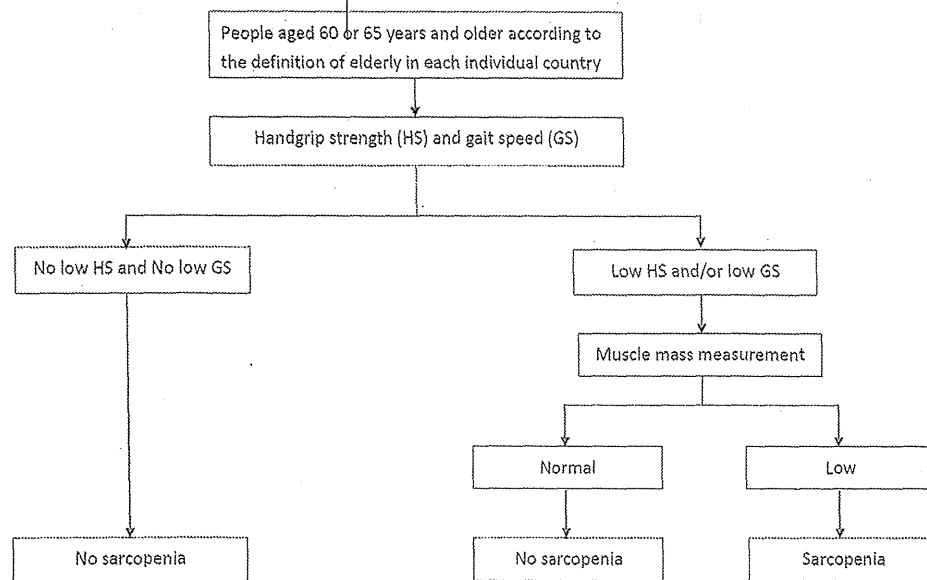 People aged 60 or 65 years and older according to
the definition of elderly in each individual country
Handgrip strength (HS) and gait speed (GS)
No low HS and No low GS
Low HS and/or low GS
Muscle mass measurement
Normal
Low
No sarcopenia
No sarcopenia
Sarcopenia